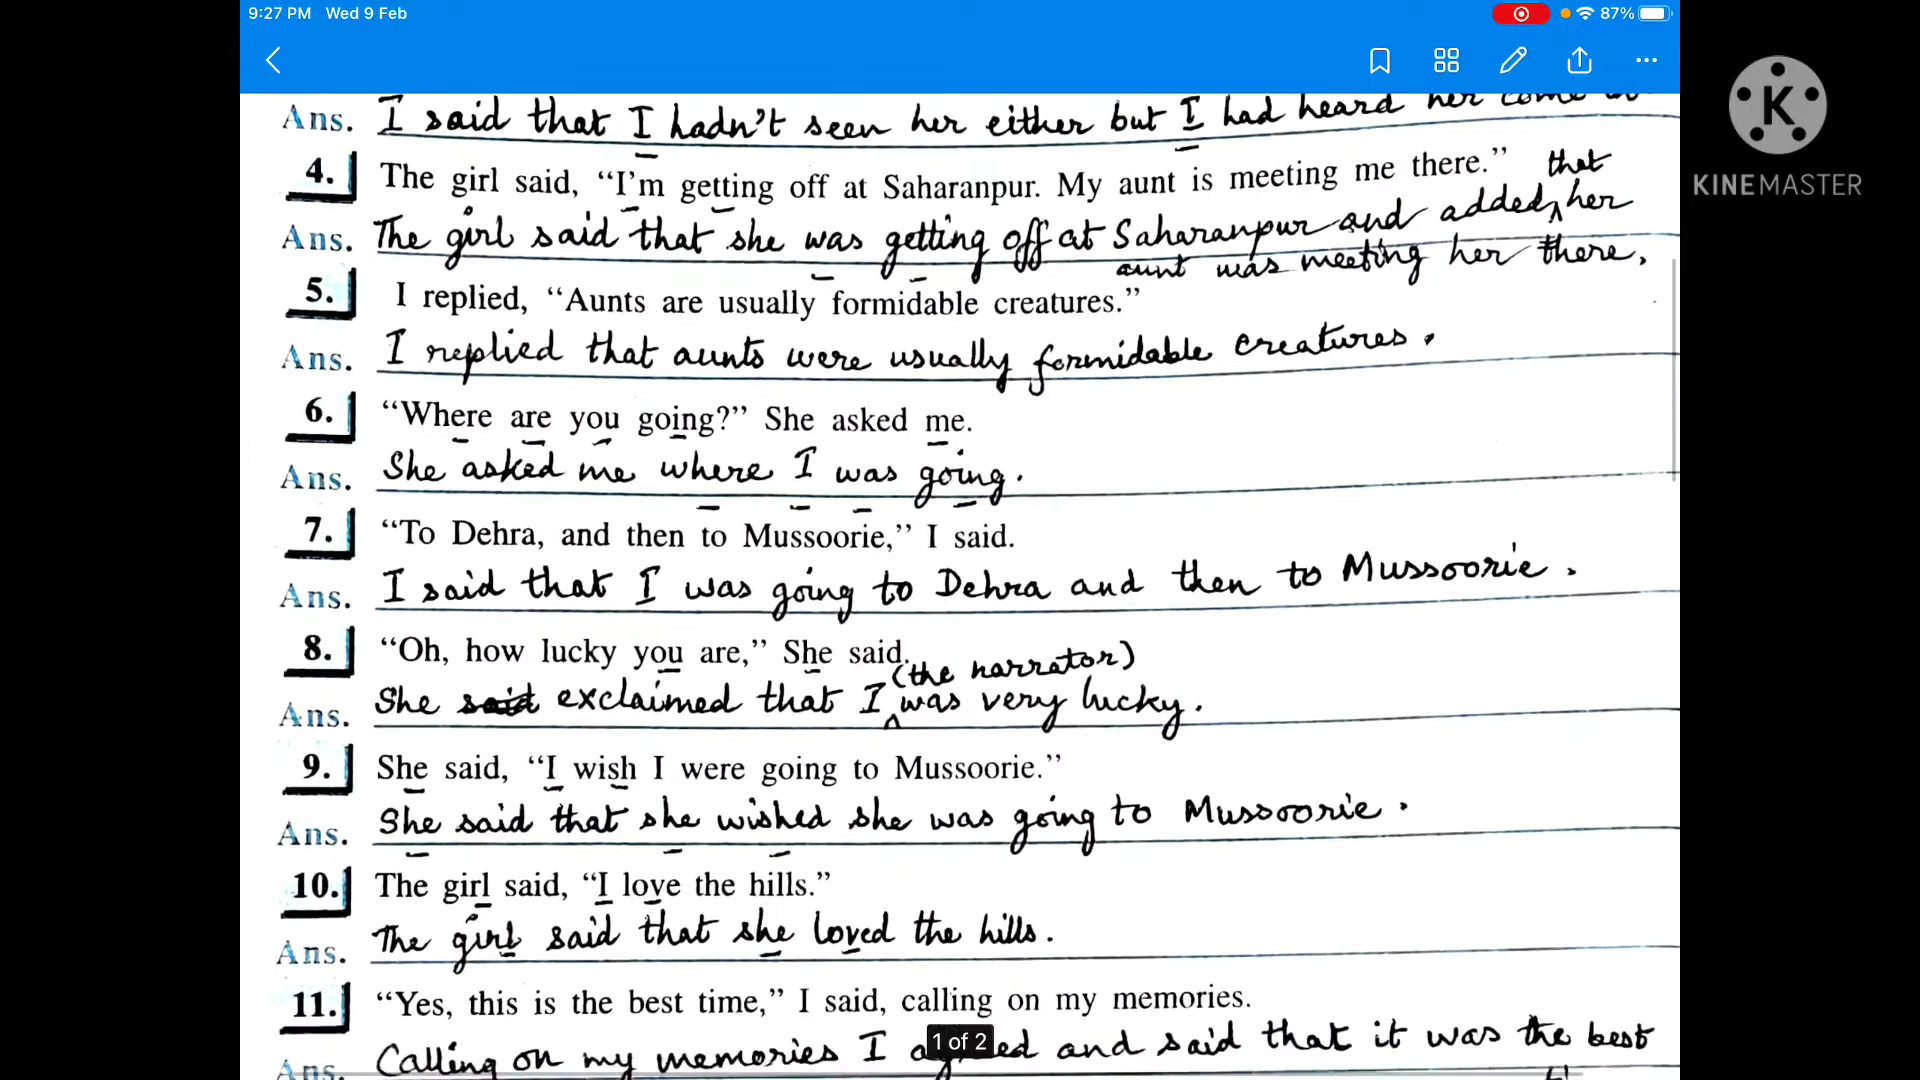 9:27 PM Wed 9 Feb
87%
K
KINEMASTER
Ans. I said that I hadn't seen her either but I had heard her come in
4. The girl said, “I'm getting off at Saharanpur. My aunt is meeting me there.”
that
Ans. The girl said that she was getting off at Saharanpur and added her
aunt was meeting her there.
5. I replied, “Aunts are usually formidable creatures.”
Ans. I replied that aunts were usually formidable creatures.
6. “Where are you going?” She asked me.
Ans. She asked me where I was going.
7. “To Dehra, and then to Mussoorie,” I said.
Ans. I said that I was going to Dehra and then to Mussoorie.
8. “Oh, how lucky you are,” She said.
(the narrator)
Ans. She said exclaimed that I was very lucky.
9. She said, “I wish I were going to Mussoorie.”
Ans. She said that she wished she was going to Mussoorie.
10. The girl said, “I love the hills.”
Ans. The girl said that she loved the hills.
11. “Yes, this is the best time,” I said, calling on my memories.
Ans. Calling on my memories I and said that it was the best
1 of 2